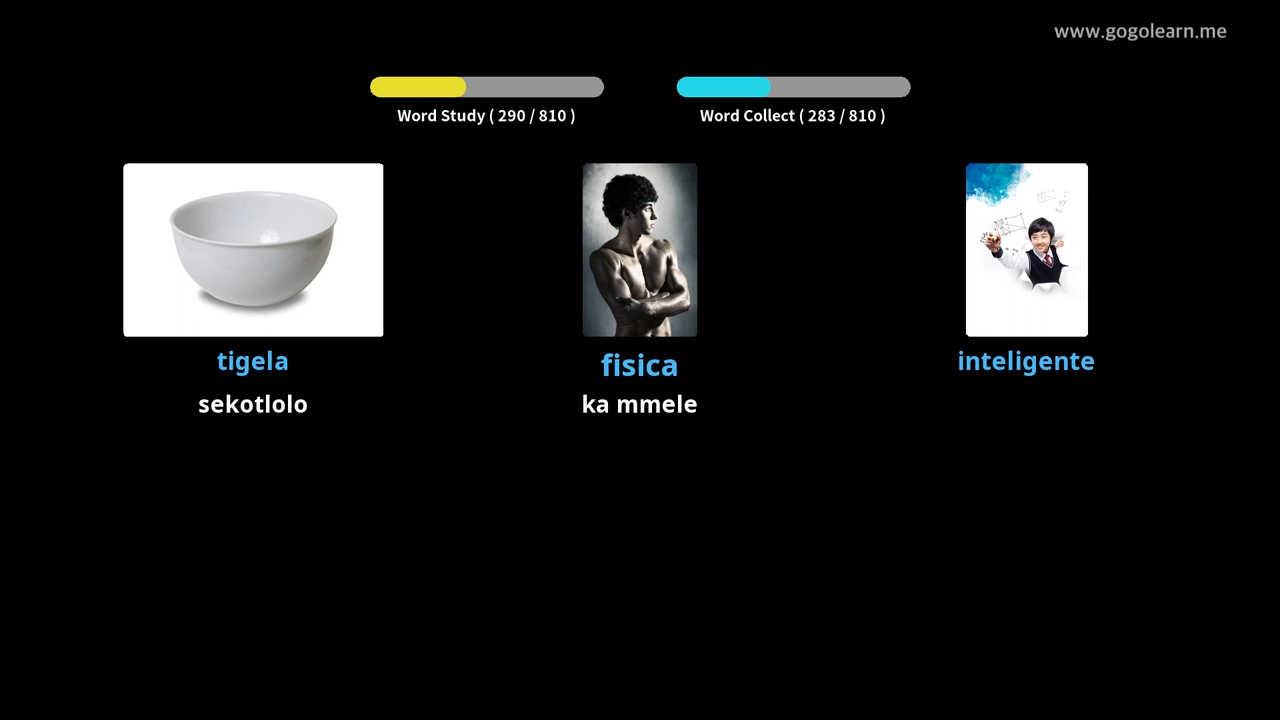 www.gogolearn.me
Word Study ( 290 / 810 )
Word Collect ( 283 / 810 )
tigela
fisica
inteligente
sekotlolo
ka mmele